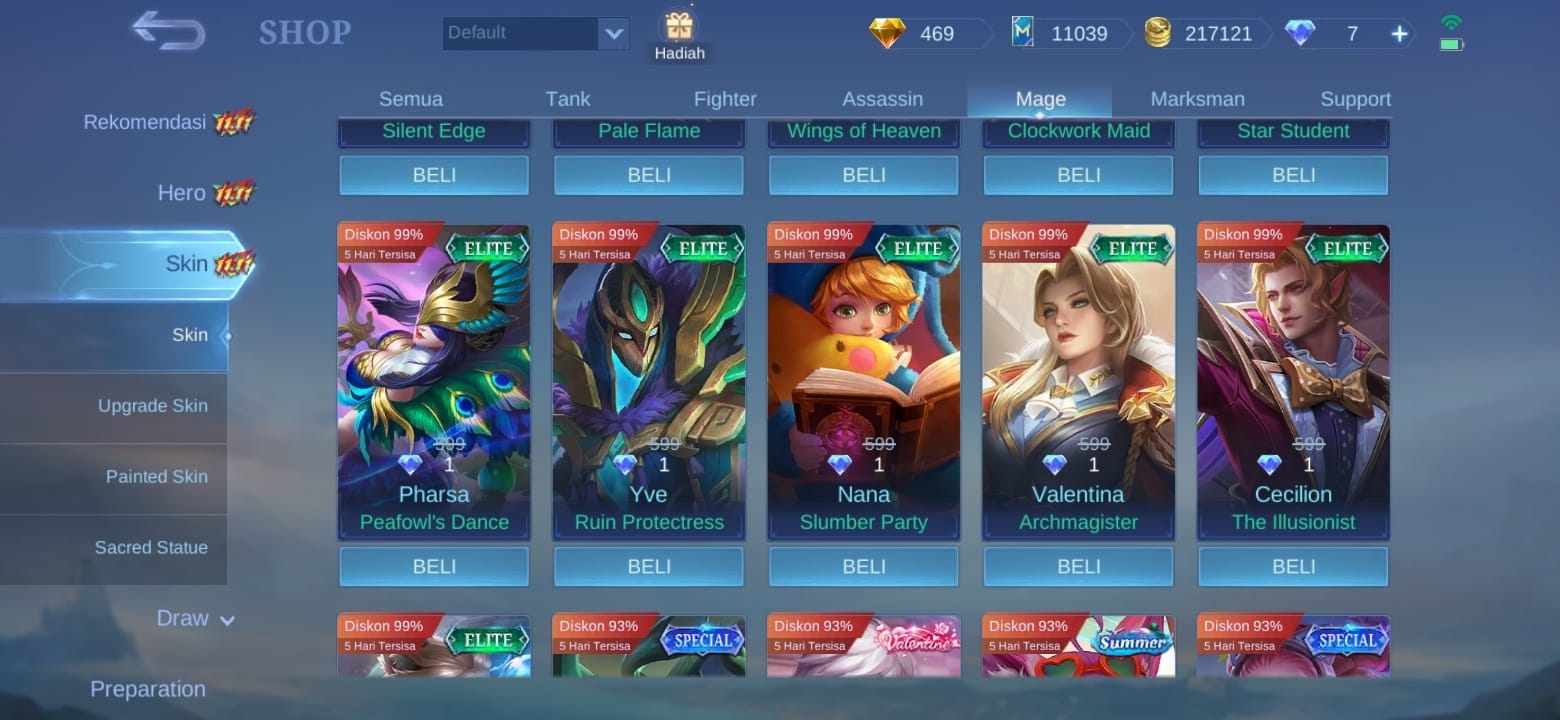 SHOP
Default
Hadiah
469
11039
217121
7
Semua
Tank
Fighter
Assassin
Mage
Marksman
Support
Rekomendasi 11.11
Hero 11.11
Skin 11.11
Skin
Upgrade Skin
Painted Skin
Sacred Statue
Draw
Preparation
Silent Edge
Pale Flame
Wings of Heaven
Clockwork Maid
Star Student
BELI
BELI
BELI
BELI
BELI
Diskon 99%
5 Hari Tersisa
ELITE
599
1
Pharsa
Peafowl's Dance
BELI
Diskon 99%
5 Hari Tersisa
ELITE
599
1
Yve
Ruin Protectress
BELI
Diskon 99%
5 Hari Tersisa
ELITE
599
1
Nana
Slumber Party
BELI
Diskon 99%
5 Hari Tersisa
ELITE
599
1
Valentina
Archmagister
BELI
Diskon 99%
5 Hari Tersisa
ELITE
599
1
Cecilion
The Illusionist
BELI
Diskon 99%
5 Hari Tersisa
ELITE
Diskon 93%
5 Hari Tersisa
SPECIAL
Diskon 93%
5 Hari Tersisa
Valentine
Diskon 93%
5 Hari Tersisa
Summer
Diskon 93%
5 Hari Tersisa
SPECIAL